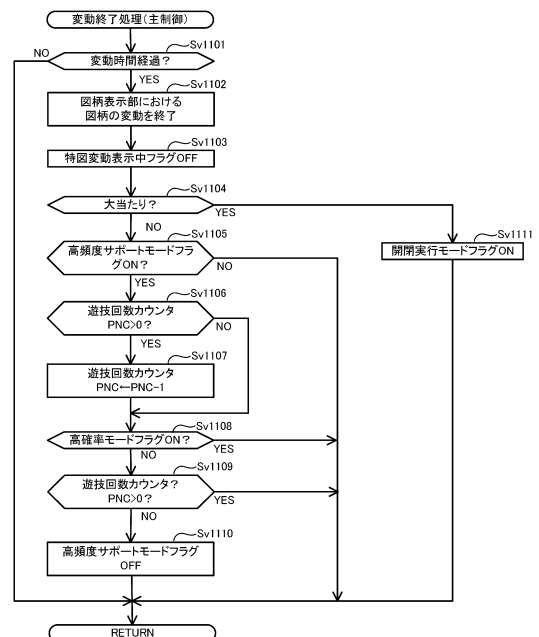 変動終了処理(主制御)
Sv1101
NO
変動時間経過？
YES
Sv1102
図柄表示部における
図柄の変動を終了
Sv1103
特図変動表示中フラグOFF
Sv1104
大当たり？
YES
NO
Sv1105
Sv1111
高頻度サポートモードフラ
グON？
NO
開閉実行モードフラグON
YES
Sv1106
遊技回数カウンタ
PNC>0？
NO
YES
Sv1107
遊技回数カウンタ
PNC←PNC-1
Sv1108
高確率モードフラグON？
YES
NO
Sv1109
遊技回数カウンタ？
PNC>0？
YES
NO
Sv1110
高頻度サポートモードフラグ
OFF
RETURN